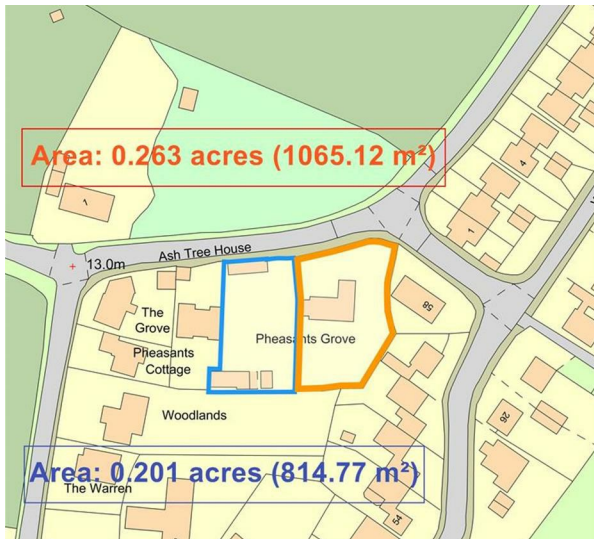 Area: 0.263 acres (1065.12 m²)
4
1
1
Ash Tree House
13.0m
58
The
Grove
Pheasants Grove
Pheasants
Cottage
Woodlands
26
Area: 0.201 acres (814.77 m²)
The Warren
54